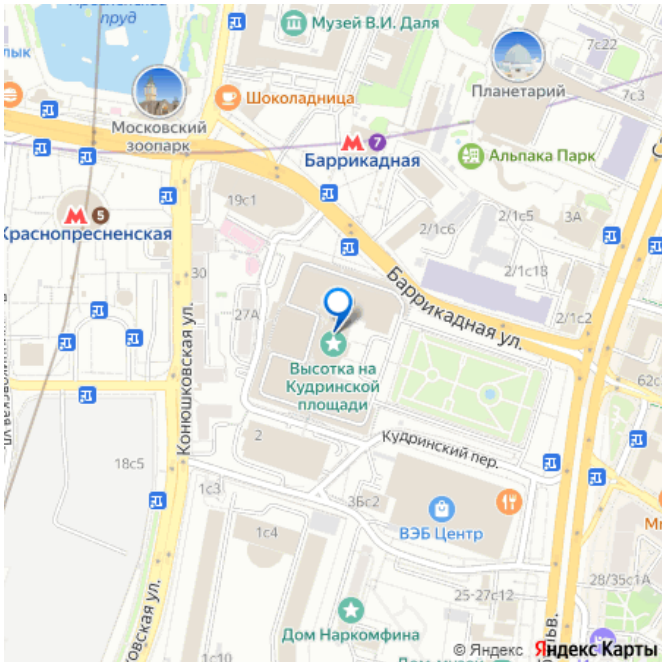 пруд
Музей В.И. Даля
7с22
Планетарий
7с3
Шоколадница
Московский
зоопарк
М 7
Баррикадная
Альпака Парк
19с1
М 5
Краснопресненская
2/1с5
3А
2/1с6
2/1с18
30
27А
Баррикадная ул.
2/1с2
Конюшковская ул.
Высотка на
Кудринской
площади
62с
2
Кудринский пер.
18с5
1с3
3Бс2
ВЭБ Центр
1с4
28/35с1А
25-27с12
Дом Наркомфина
© Яндекс Яндекс Карты